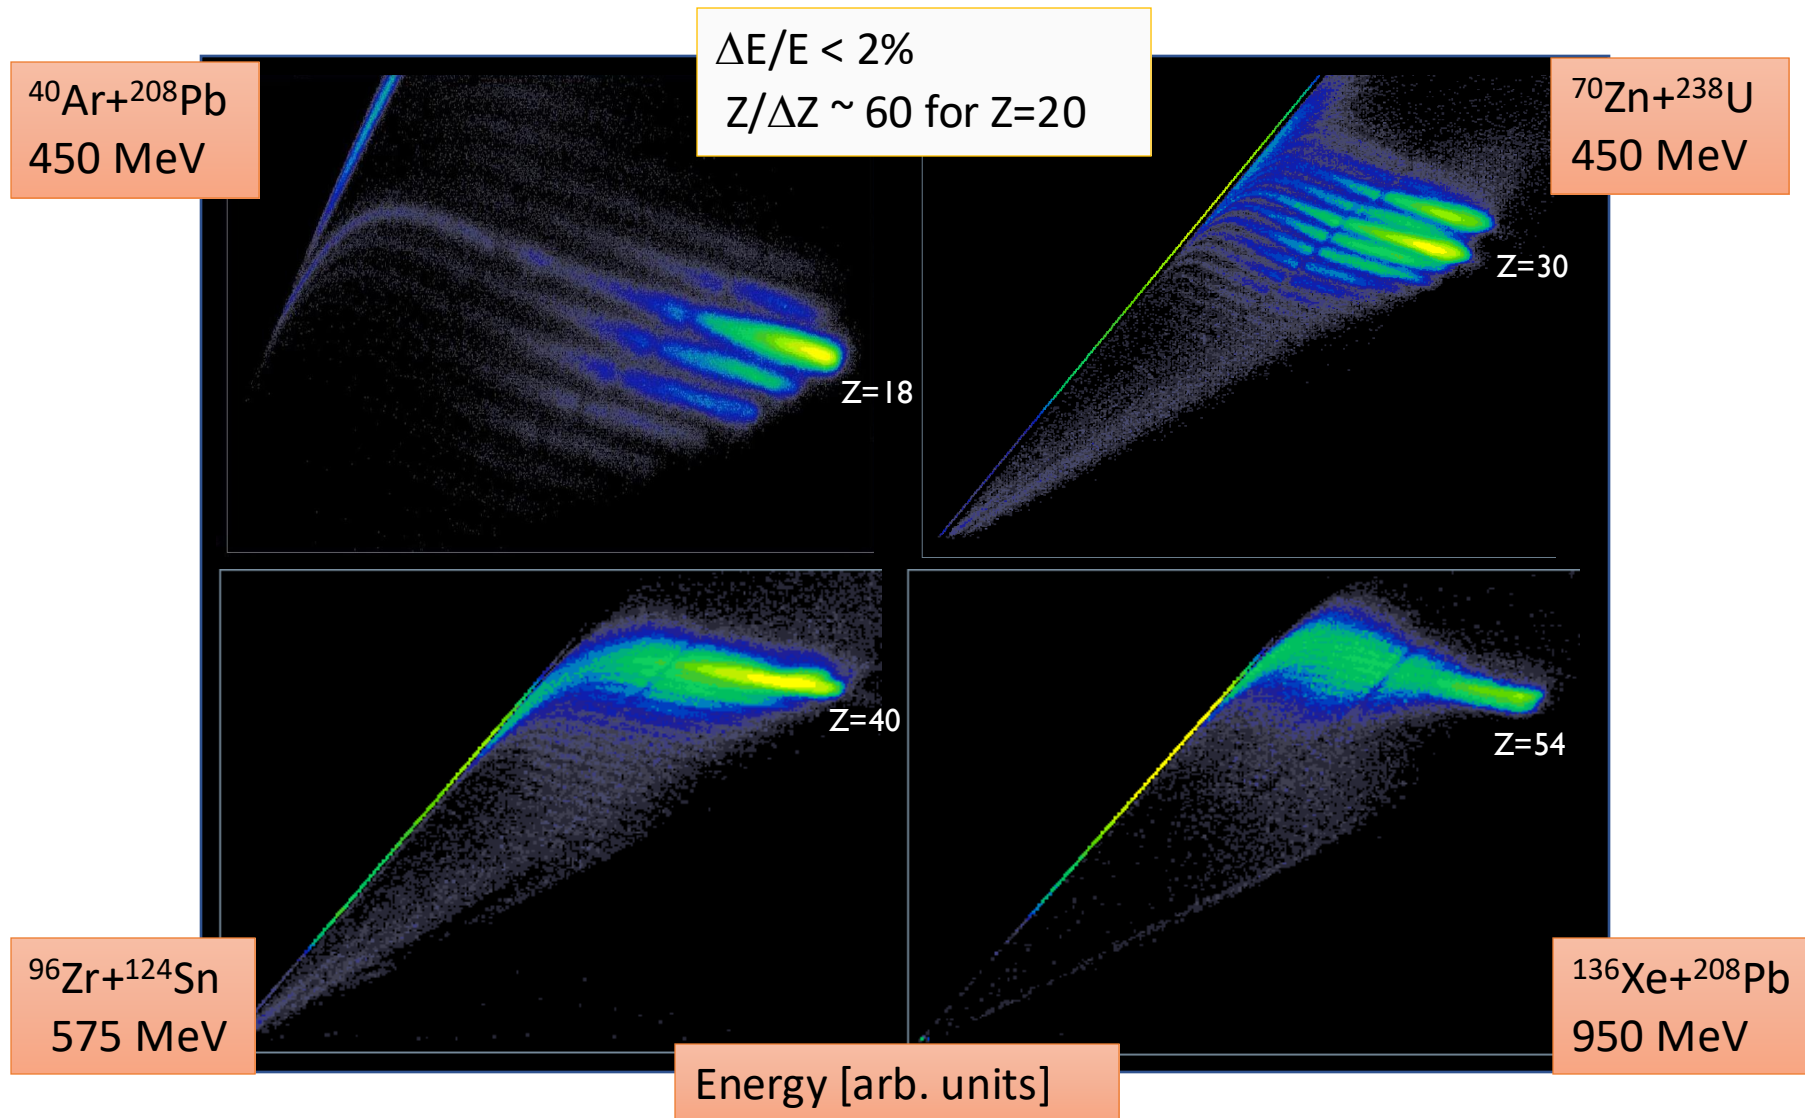 ΔE/E < 2%
Z/ΔZ ~ 60 for Z=20
⁴⁰Ar+²⁰⁸Pb
450 MeV
⁷⁰Zn+²³⁸U
450 MeV
Z=18
Z=30
Z=40
Z=54
⁹⁶Zr+¹²⁴Sn
575 MeV
¹³⁶Xe+²⁰⁸Pb
950 MeV
Energy [arb. units]